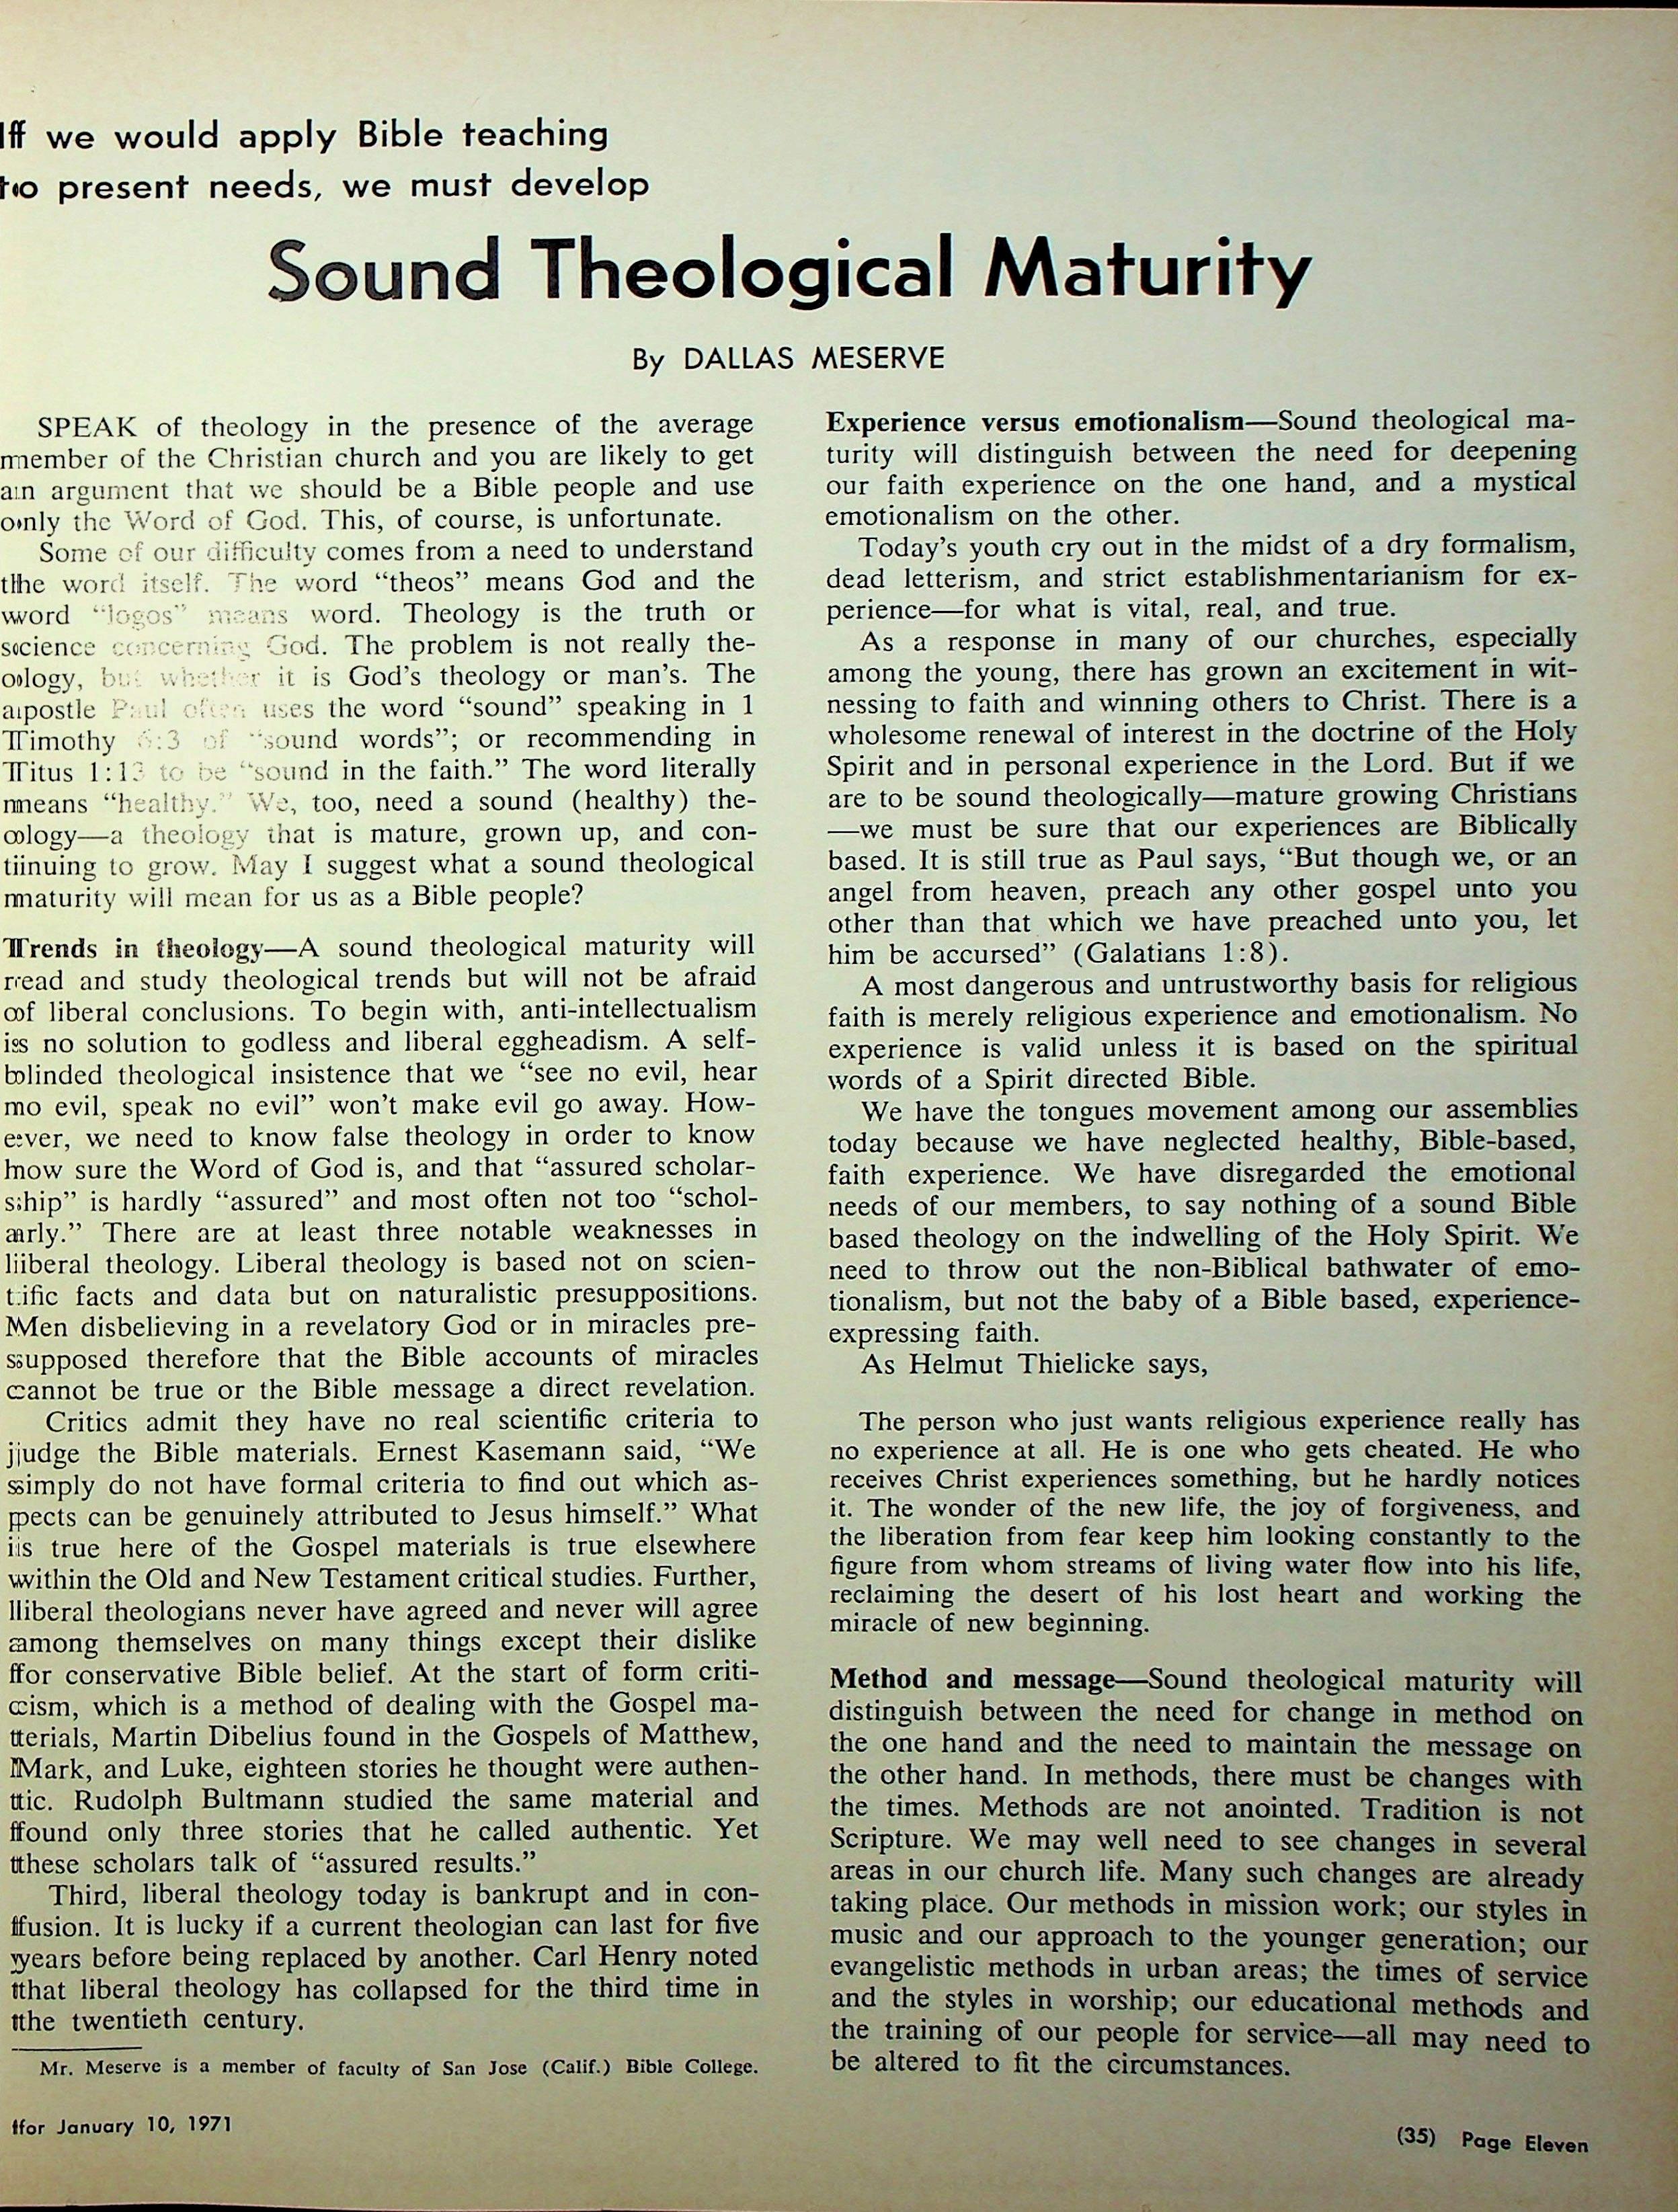 If we would apply Bible teaching
to present needs, we must develop
Sound Theological Maturity
By DALLAS MESERVE
SPEAK of theology in the presence of the average
member of the Christian church and you are likely to get
an argument that we should be a Bible people and use
only the Word of God. This, of course, is unfortunate.
Some of our difficulty comes from a need to understand
the word itself. The word “theos” means God and the
word “logos” means word. Theology is the truth or
science concerning God. The problem is not really the-
ology, but whether it is God’s theology or man’s. The
apostle Paul often uses the word “sound” speaking in 1
Timothy 6:3 of “sound words”; or recommending in
Titus 1:13 to be “sound in the faith.” The word literally
means “healthy.” We, too, need a sound (healthy) the-
ology—a theology that is mature, grown up, and con-
tinuing to grow. May I suggest what a sound theological
maturity will mean for us as a Bible people?
Trends in theology—A sound theological maturity will
read and study theological trends but will not be afraid
of liberal conclusions. To begin with, anti-intellectualism
is no solution to godless and liberal eggheadism. A self-
blinded theological insistence that we “see no evil, hear
no evil, speak no evil” won’t make evil go away. How-
ever, we need to know false theology in order to know
how sure the Word of God is, and that “assured scholar-
ship” is hardly “assured” and most often not too “schol-
arly.” There are at least three notable weaknesses in
liberal theology. Liberal theology is based not on scien-
tific facts and data but on naturalistic presuppositions.
Men disbelieving in a revelatory God or in miracles pre-
supposed therefore that the Bible accounts of miracles
cannot be true or the Bible message a direct revelation.
Critics admit they have no real scientific criteria to
judge the Bible materials. Ernest Kasemann said, “We
simply do not have formal criteria to find out which as-
pects can be genuinely attributed to Jesus himself.” What
is true here of the Gospel materials is true elsewhere
within the Old and New Testament critical studies. Further,
liberal theologians never have agreed and never will agree
among themselves on many things except their dislike
for conservative Bible belief. At the start of form criti-
cism, which is a method of dealing with the Gospel ma-
terials, Martin Dibelius found in the Gospels of Matthew,
Mark, and Luke, eighteen stories he thought were authen-
tic. Rudolph Bultmann studied the same material and
found only three stories that he called authentic. Yet
these scholars talk of “assured results.”
Third, liberal theology today is bankrupt and in con-
fusion. It is lucky if a current theologian can last for five
years before being replaced by another. Carl Henry noted
that liberal theology has collapsed for the third time in
the twentieth century.
Mr. Meserve is a member of faculty of San Jose (Calif.) Bible College.
Experience versus emotionalism—Sound theological ma-
turity will distinguish between the need for deepening
our faith experience on the one hand, and a mystical
emotionalism on the other.
Today’s youth cry out in the midst of a dry formalism,
dead letterism, and strict establishmentarianism for ex-
perience—for what is vital, real, and true.
As a response in many of our churches, especially
among the young, there has grown an excitement in wit-
nessing to faith and winning others to Christ. There is a
wholesome renewal of interest in the doctrine of the Holy
Spirit and in personal experience in the Lord. But if we
are to be sound theologically—mature growing Christians
—we must be sure that our experiences are Biblically
based. It is still true as Paul says, “But though we, or an
angel from heaven, preach any other gospel unto you
other than that which we have preached unto you, let
him be accursed” (Galatians 1:8).
A most dangerous and untrustworthy basis for religious
faith is merely religious experience and emotionalism. No
experience is valid unless it is based on the spiritual
words of a Spirit directed Bible.
We have the tongues movement among our assemblies
today because we have neglected healthy, Bible-based,
faith experience. We have disregarded the emotional
needs of our members, to say nothing of a sound Bible
based theology on the indwelling of the Holy Spirit. We
need to throw out the non-Biblical bathwater of emo-
tionalism, but not the baby of a Bible based, experience-
expressing faith.
As Helmut Thielicke says,
The person who just wants religious experience really has
no experience at all. He is one who gets cheated. He who
receives Christ experiences something, but he hardly notices
it. The wonder of the new life, the joy of forgiveness, and
the liberation from fear keep him looking constantly to the
figure from whom streams of living water flow into his life,
reclaiming the desert of his lost heart and working the
miracle of new beginning.
Method and message—Sound theological maturity will
distinguish between the need for change in method on
the one hand and the need to maintain the message on
the other hand. In methods, there must be changes with
the times. Methods are not anointed. Tradition is not
Scripture. We may well need to see changes in several
areas in our church life. Many such changes are already
taking place. Our methods in mission work; our styles in
music and our approach to the younger generation; our
evangelistic methods in urban areas; the times of service
and the styles in worship; our educational methods and
the training of our people for service—all may need to
be altered to fit the circumstances.
for January 10, 1971
(35) Page Eleven